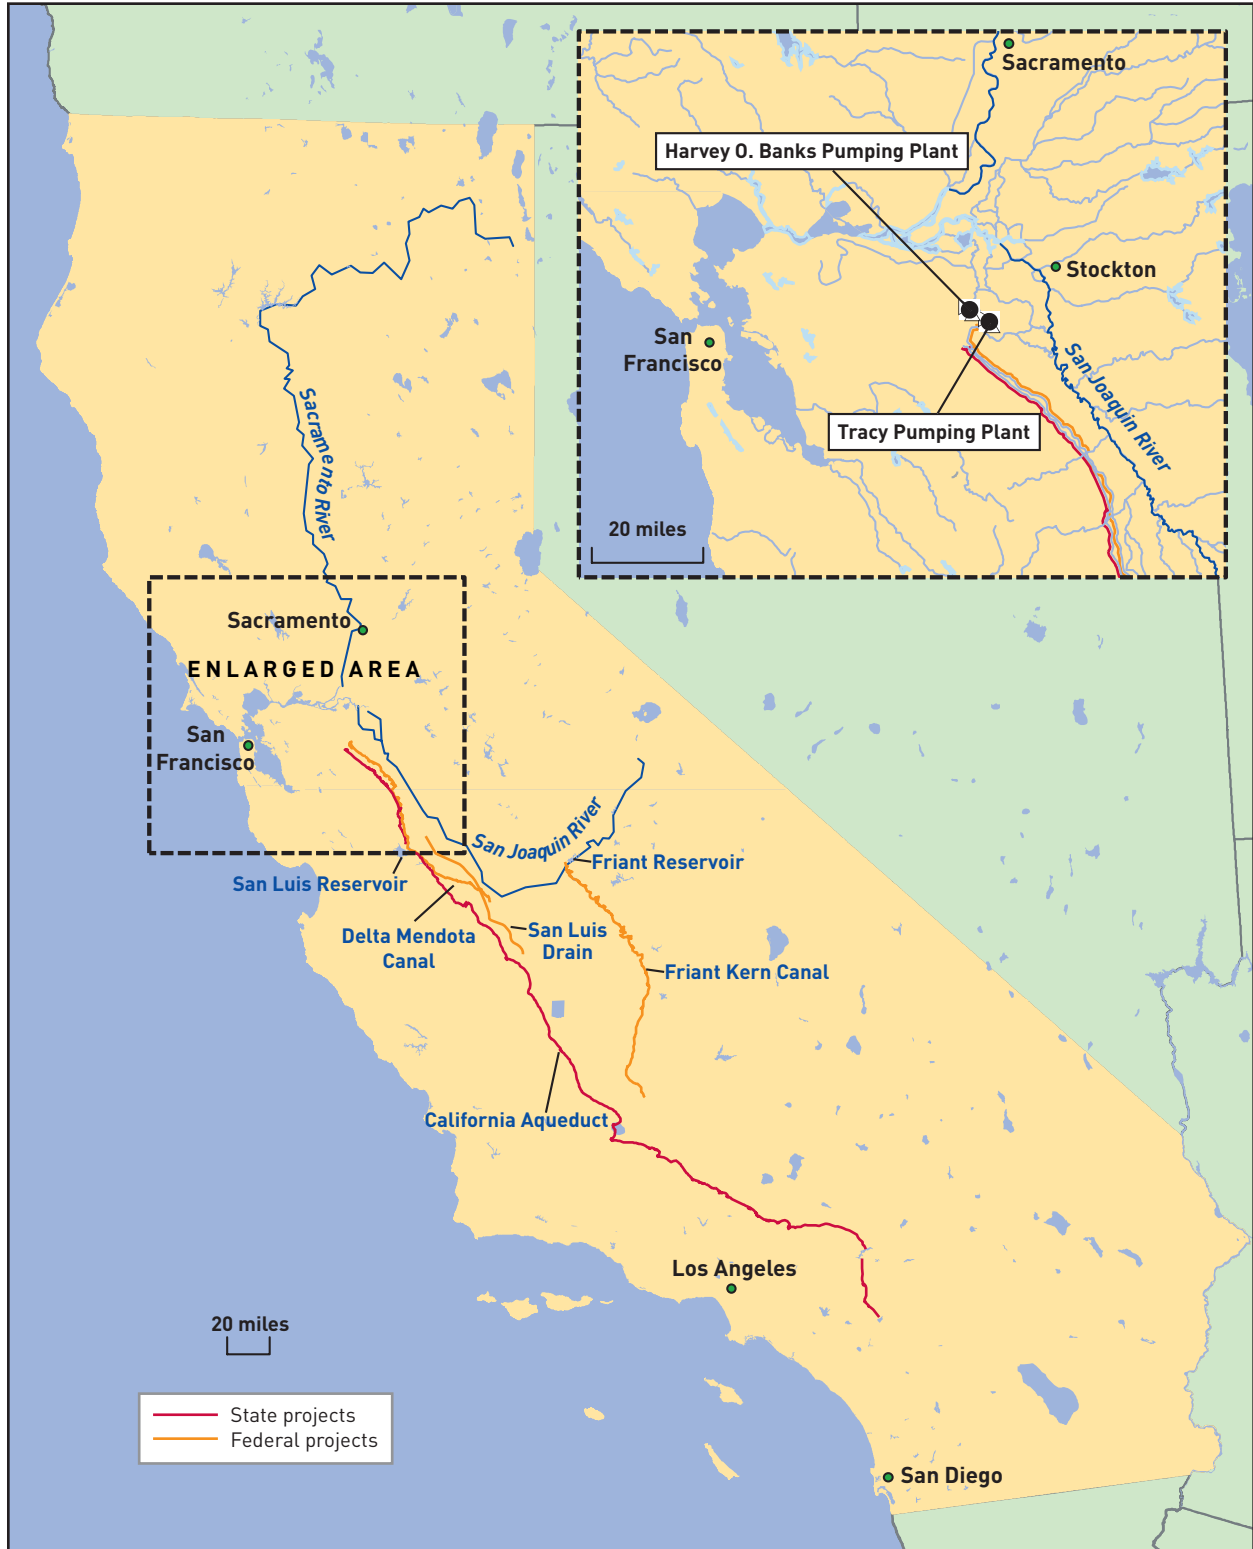 Sacramento
Harvey O. Banks Pumping Plant
Stockton
San
Francisco
San Joaquin River
Tracy Pumping Plant
20 miles
Sacramento River
Sacramento
ENLARGED AREA
San
Francisco
San Joaquin River
Friant Reservoir
San Luis Reservoir
Delta Mendota
Canal
San Luis
Drain
Friant Kern Canal
California Aqueduct
Los Angeles
20 miles
State projects
Federal projects
San Diego